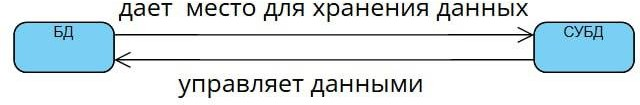 дает место для хранения данных
БД
СУБД
управляет данными